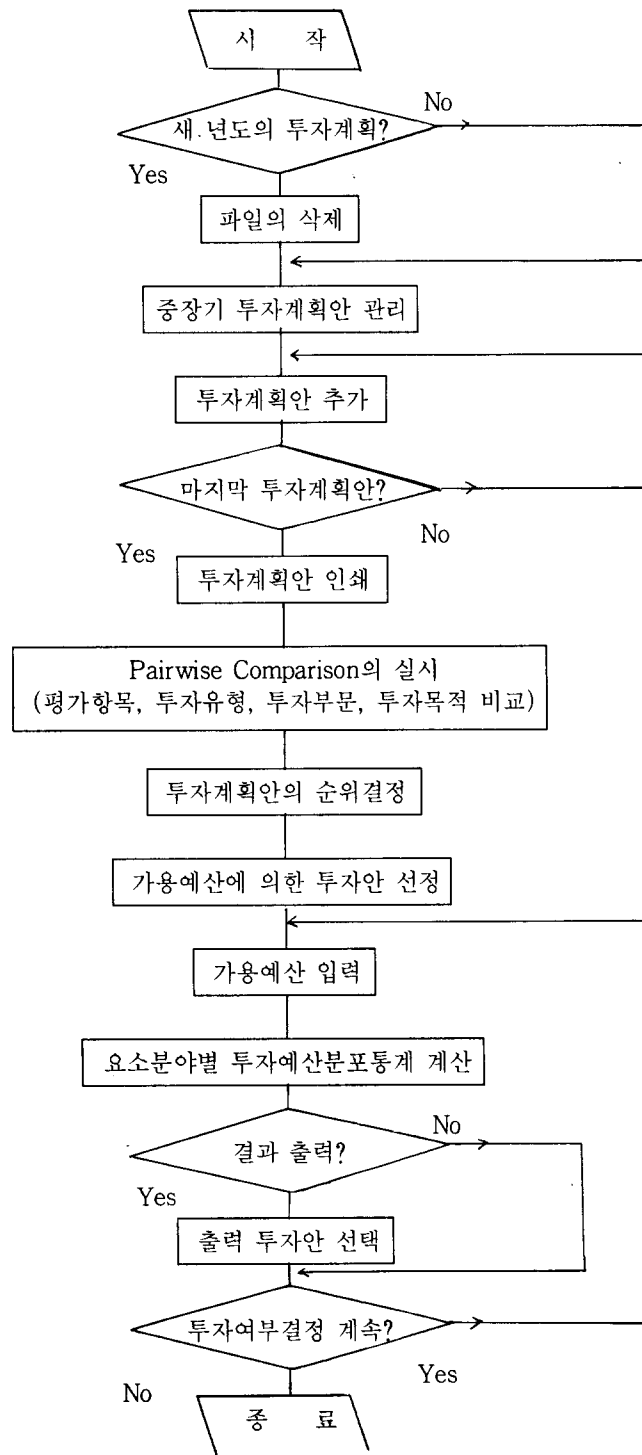 시 작
No
새.년도의 투자계획?
Yes
파일의 삭제
중장기 투자계획안 관리
투자계획안 추가
마지막 투자계획안?
Yes
No
투자계획안 인쇄
Pairwise Comparison의 실시
(평가항목, 투자유형, 투자부문, 투자목적 비교)
투자계획안의 순위결정
가용예산에 의한 투자안 선정
가용예산 입력
요소분야별 투자예산분포통계 계산
No
결과 출력?
Yes
출력 투자안 선택
투자여부결정 계속?
Yes
No
종 료